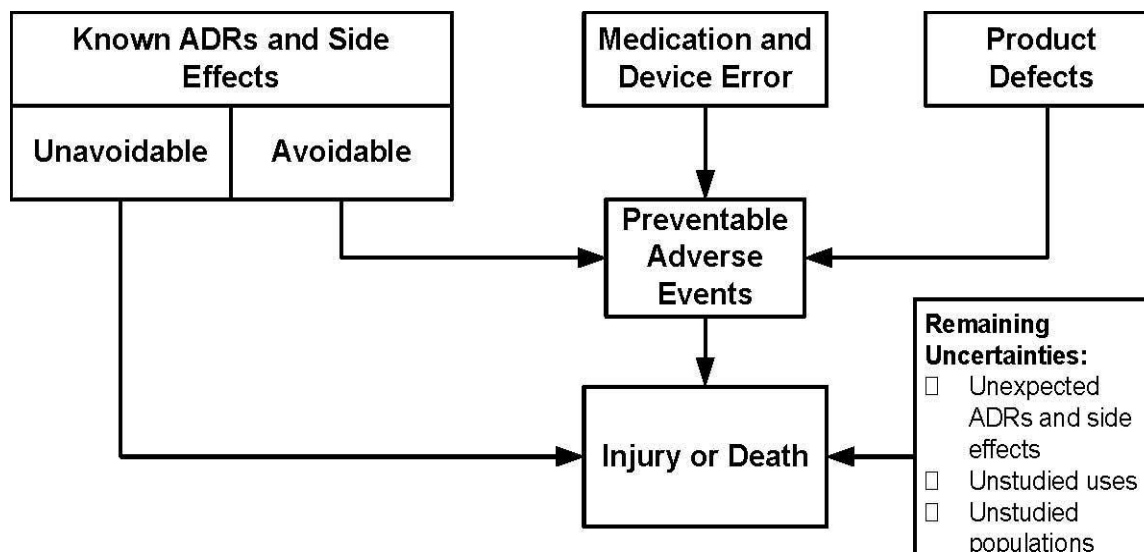 Known ADRs and Side
Effects
Unavoidable
Avoidable
Medication and
Device Error
Product
Defects
Preventable
Adverse
Events
Injury or Death
Remaining
Uncertainties:
Unexpected
ADRs and side
effects
Unstudied uses
Unstudied
populations